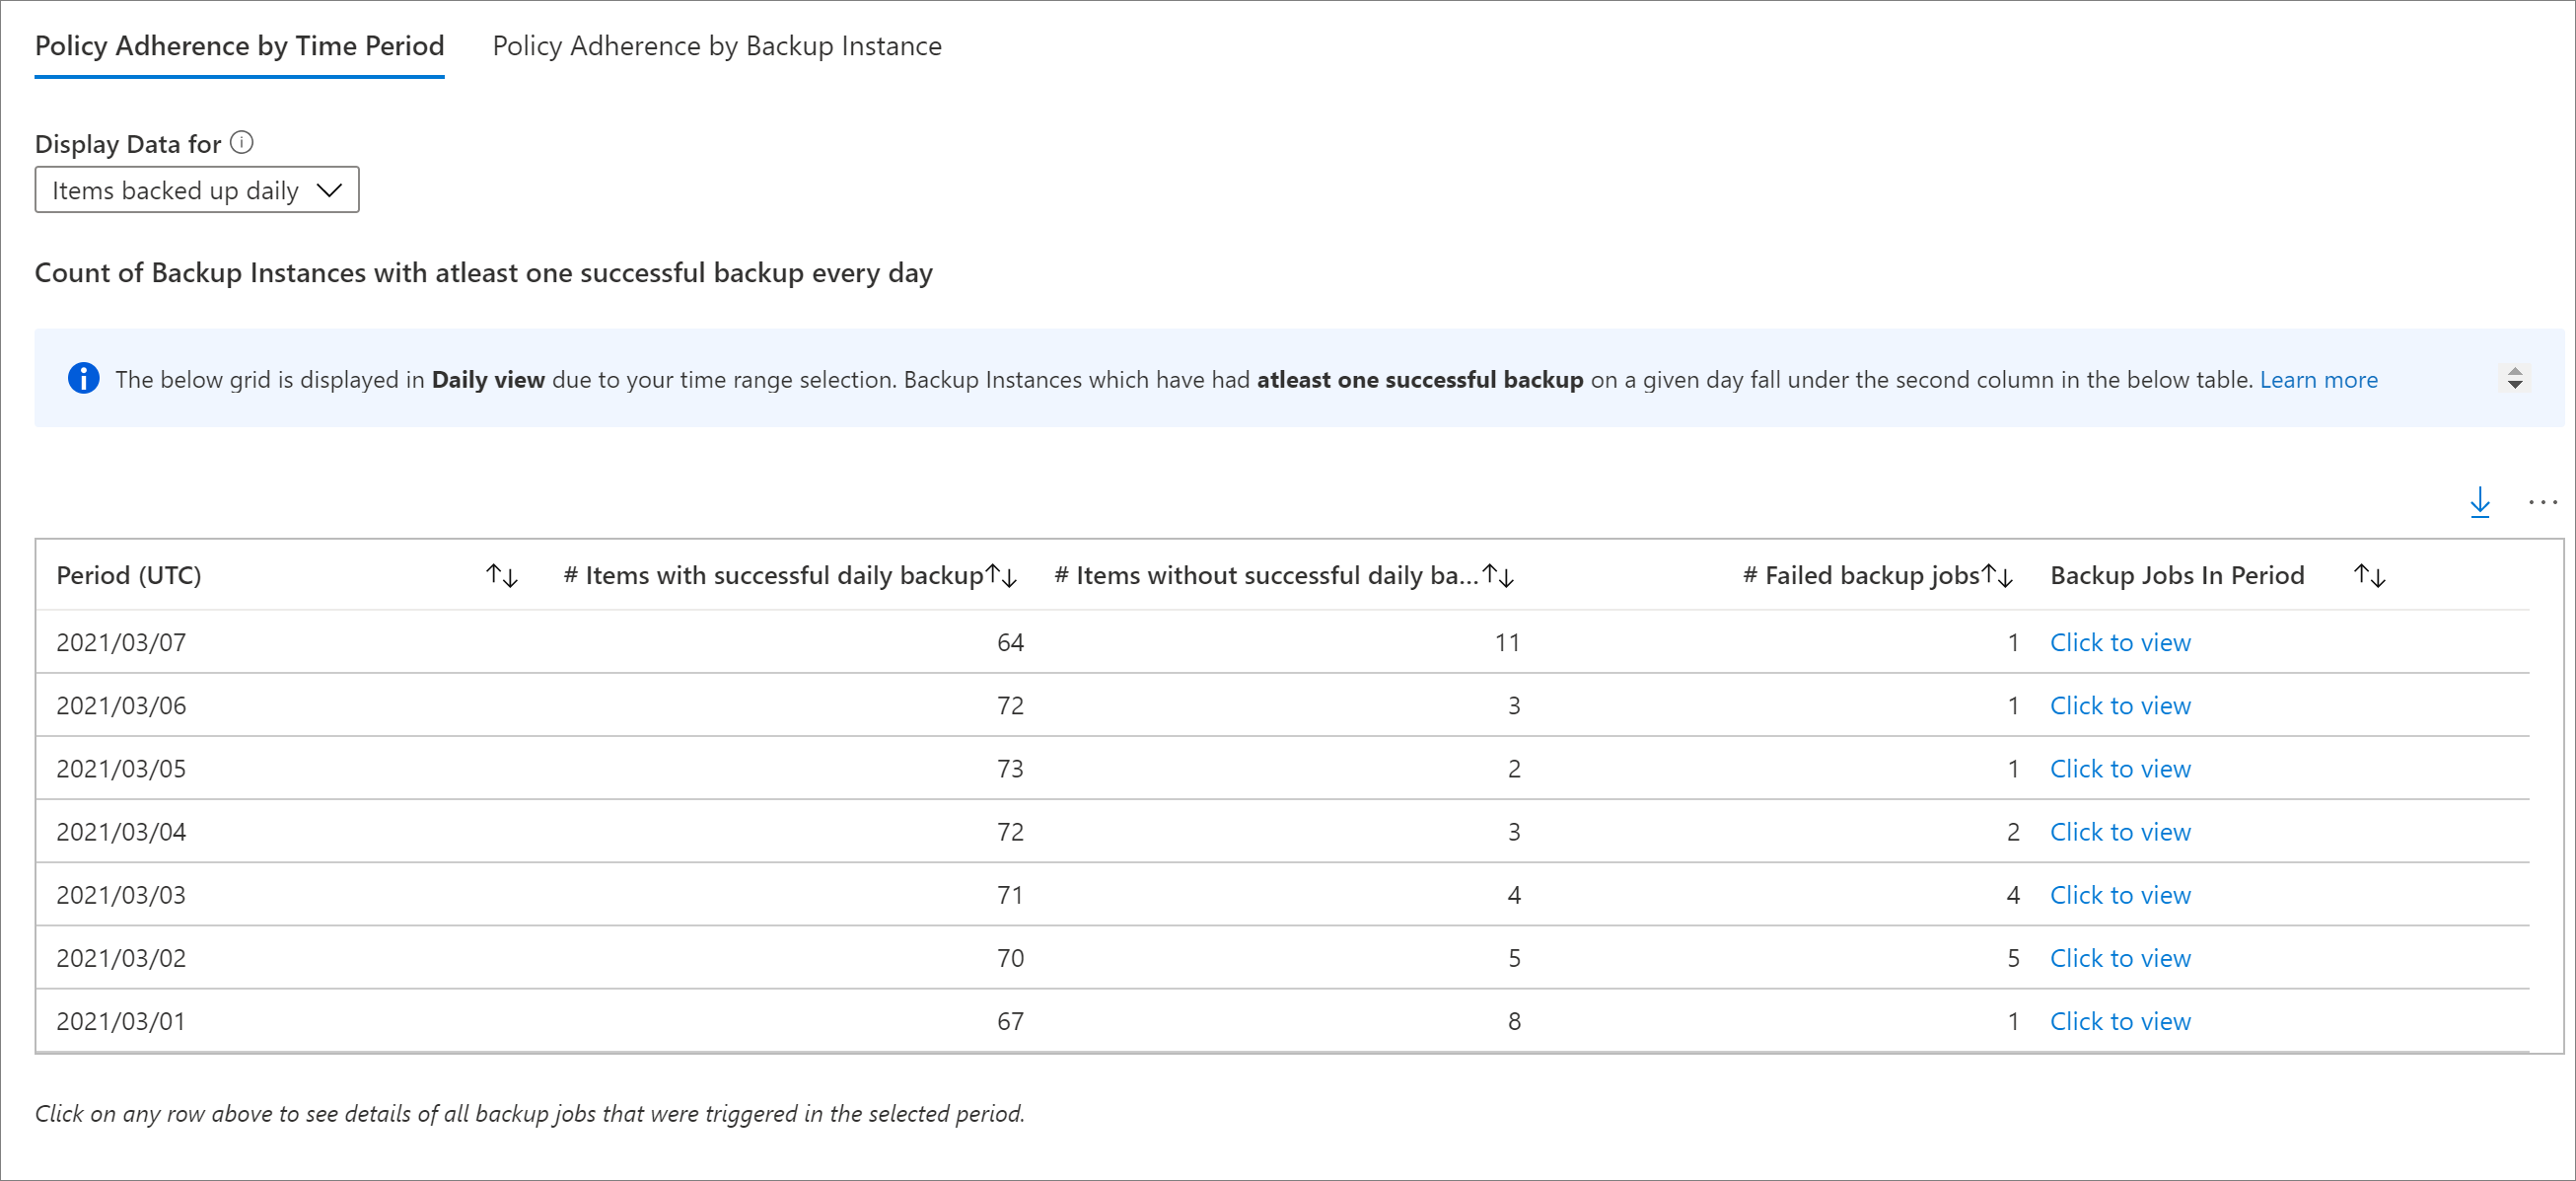 Policy Adherence by Time Period Policy Adherence by Backup Instance
Display Data for
Items backed up daily
Count of Backup Instances with atleast one successful backup every day
The below grid is displayed in Daily view due to your time range selection. Backup Instances which have had atleast one successful backup on a given day fall under the second column in the below table. Learn more
Period (UTC) # Items with successful daily backup # Items without successful daily ba... # Failed backup jobs Backup Jobs In Period
2021/03/07 64 11 1 Click to view
2021/03/06 72 3 1 Click to view
2021/03/05 73 2 1 Click to view
2021/03/04 72 3 2 Click to view
2021/03/03 71 4 4 Click to view
2021/03/02 70 5 5 Click to view
2021/03/01 67 8 1 Click to view
Click on any row above to see details of all backup jobs that were triggered in the selected period.